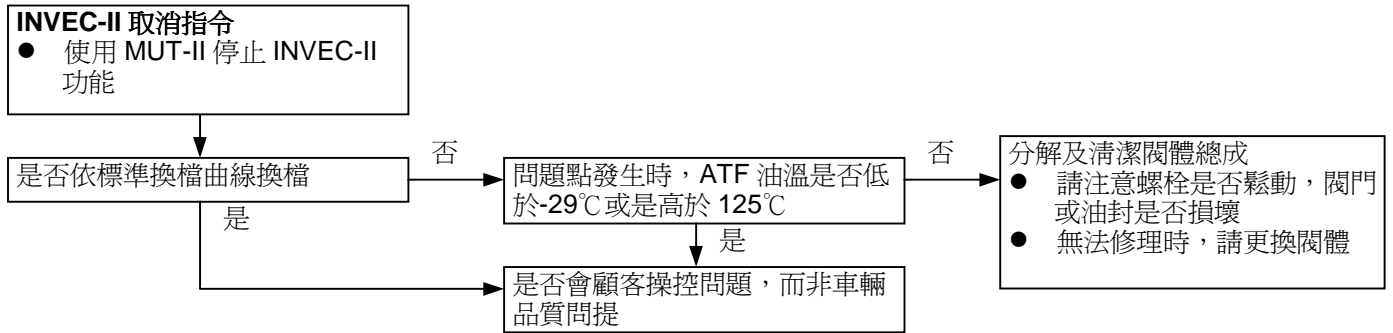 INVEC-II 取消指令
● 使用 MUT-II 停止 INVEC-II
功能
是否依標準換檔曲線換檔
否
是
問題點發生時，ATF 油溫是否低
於-29℃或是高於 125℃
否
是
分解及清潔閥體總成
● 請注意螺栓是否鬆動，閥門
或油封是否損壞
● 無法修理時，請更換閥體
是否會顧客操控問題，而非車輛
品質問提